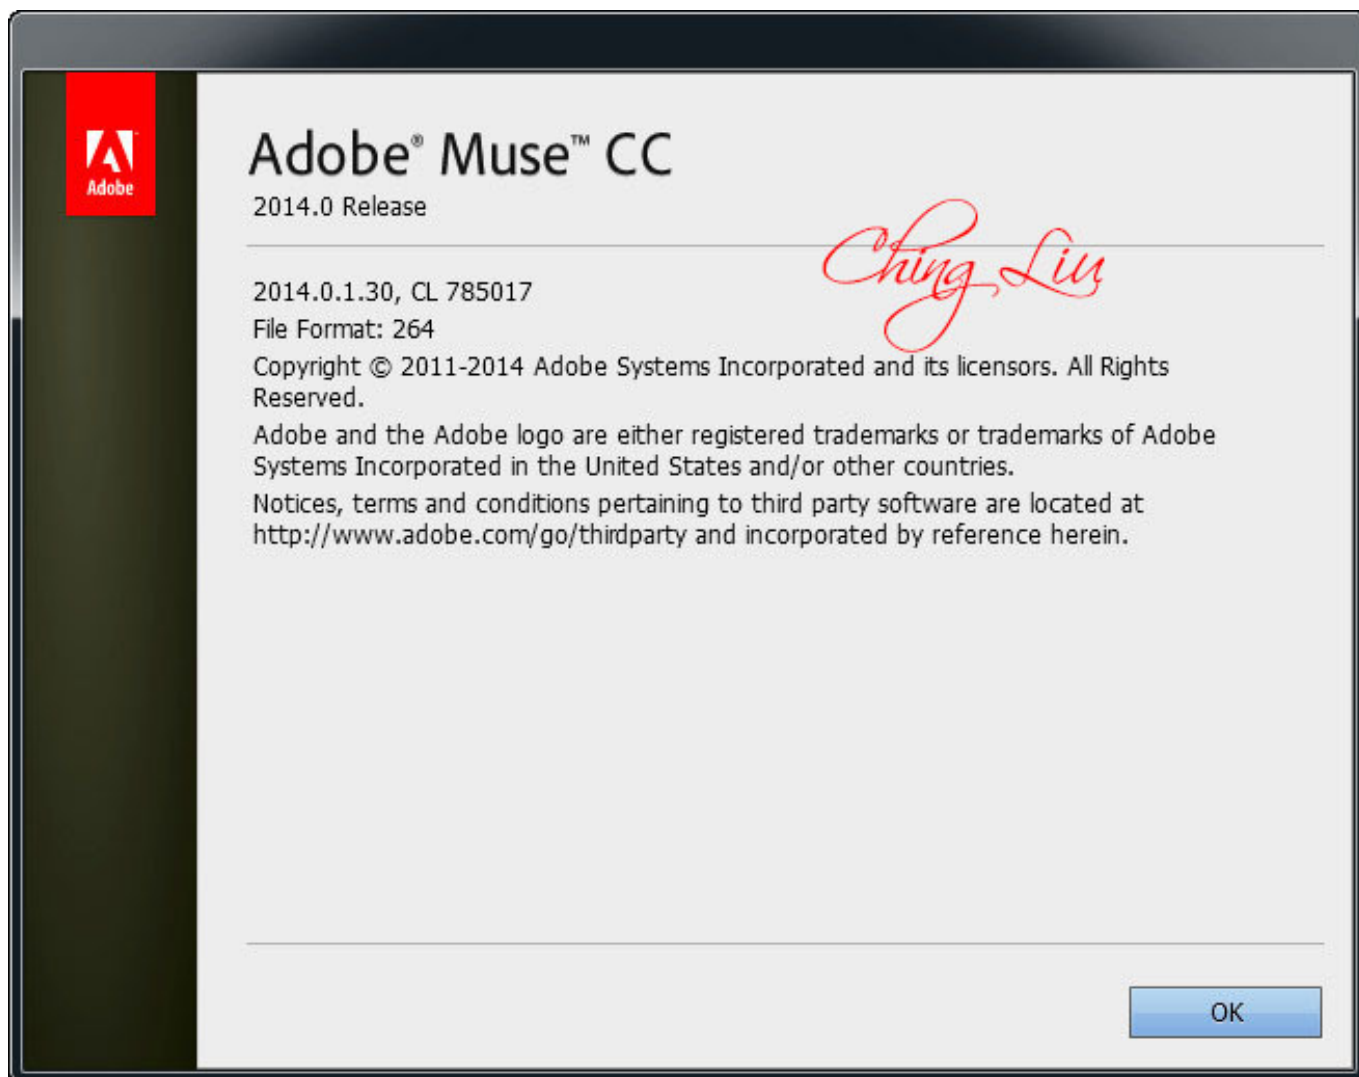 Adobe
Adobe® Muse™ CC
2014.0 Release
Ching Liu
2014.0.1.30, CL 785017
File Format: 264
Copyright © 2011-2014 Adobe Systems Incorporated and its licensors. All Rights
Reserved.
Adobe and the Adobe logo are either registered trademarks or trademarks of Adobe
Systems Incorporated in the United States and/or other countries.
Notices, terms and conditions pertaining to third party software are located at
http://www.adobe.com/go/thirdparty and incorporated by reference herein.
OK